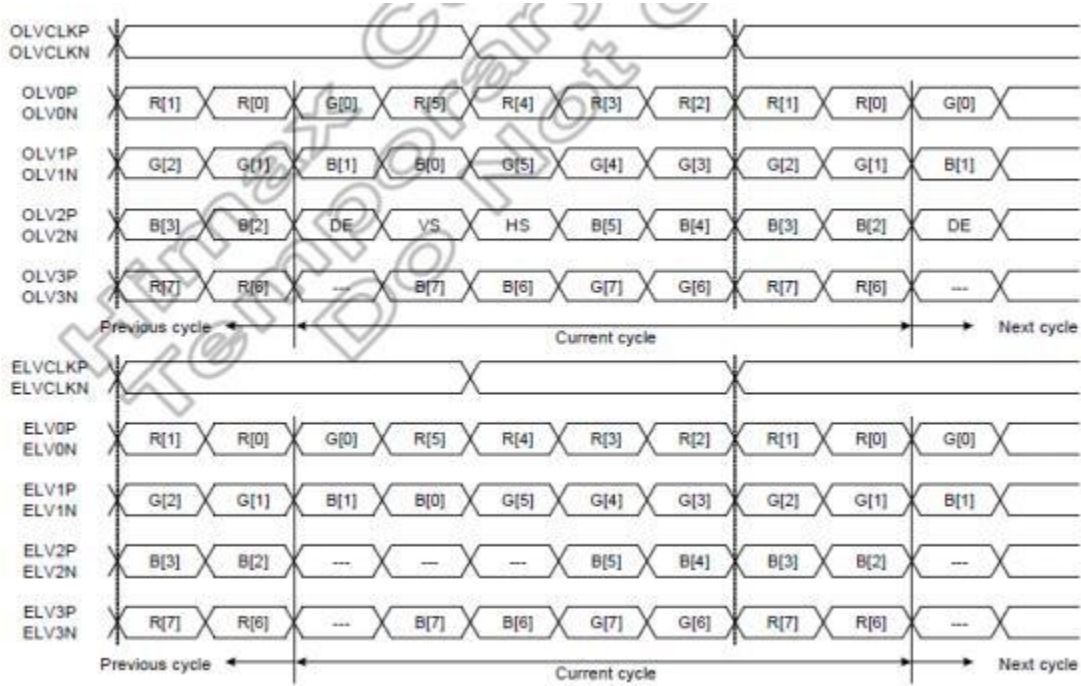 OLVCLKP
OLVCLKN
OLV0P
OLV0N
R[1] R[0] G[0] R[5] R[4] R[3] R[2] R[1] R[0] G[0]
OLV1P
OLV1N
G[2] G[1] B[1] B[0] G[5] G[4] G[3] G[2] G[1] B[1]
OLV2P
OLV2N
B[3] B[2] DE VS HS B[5] B[4] B[3] B[2] DE
OLV3P
OLV3N
R[7] R[6] --- B[7] B[6] G[7] G[6] R[7] R[6] ---
Previous cycle Current cycle Next cycle
ELVCLKP
ELVCLKN
ELV0P
ELV0N
R[1] R[0] G[0] R[5] R[4] R[3] R[2] R[1] R[0] G[0]
ELV1P
ELV1N
G[2] G[1] B[1] B[0] G[5] G[4] G[3] G[2] G[1] B[1]
ELV2P
ELV2N
B[3] B[2] --- --- --- B[5] B[4] B[3] B[2] ---
ELV3P
ELV3N
R[7] R[6] --- B[7] B[6] G[7] G[6] R[7] R[6] ---
Previous cycle Current cycle Next cycle
Himax
Temporary
Do Not